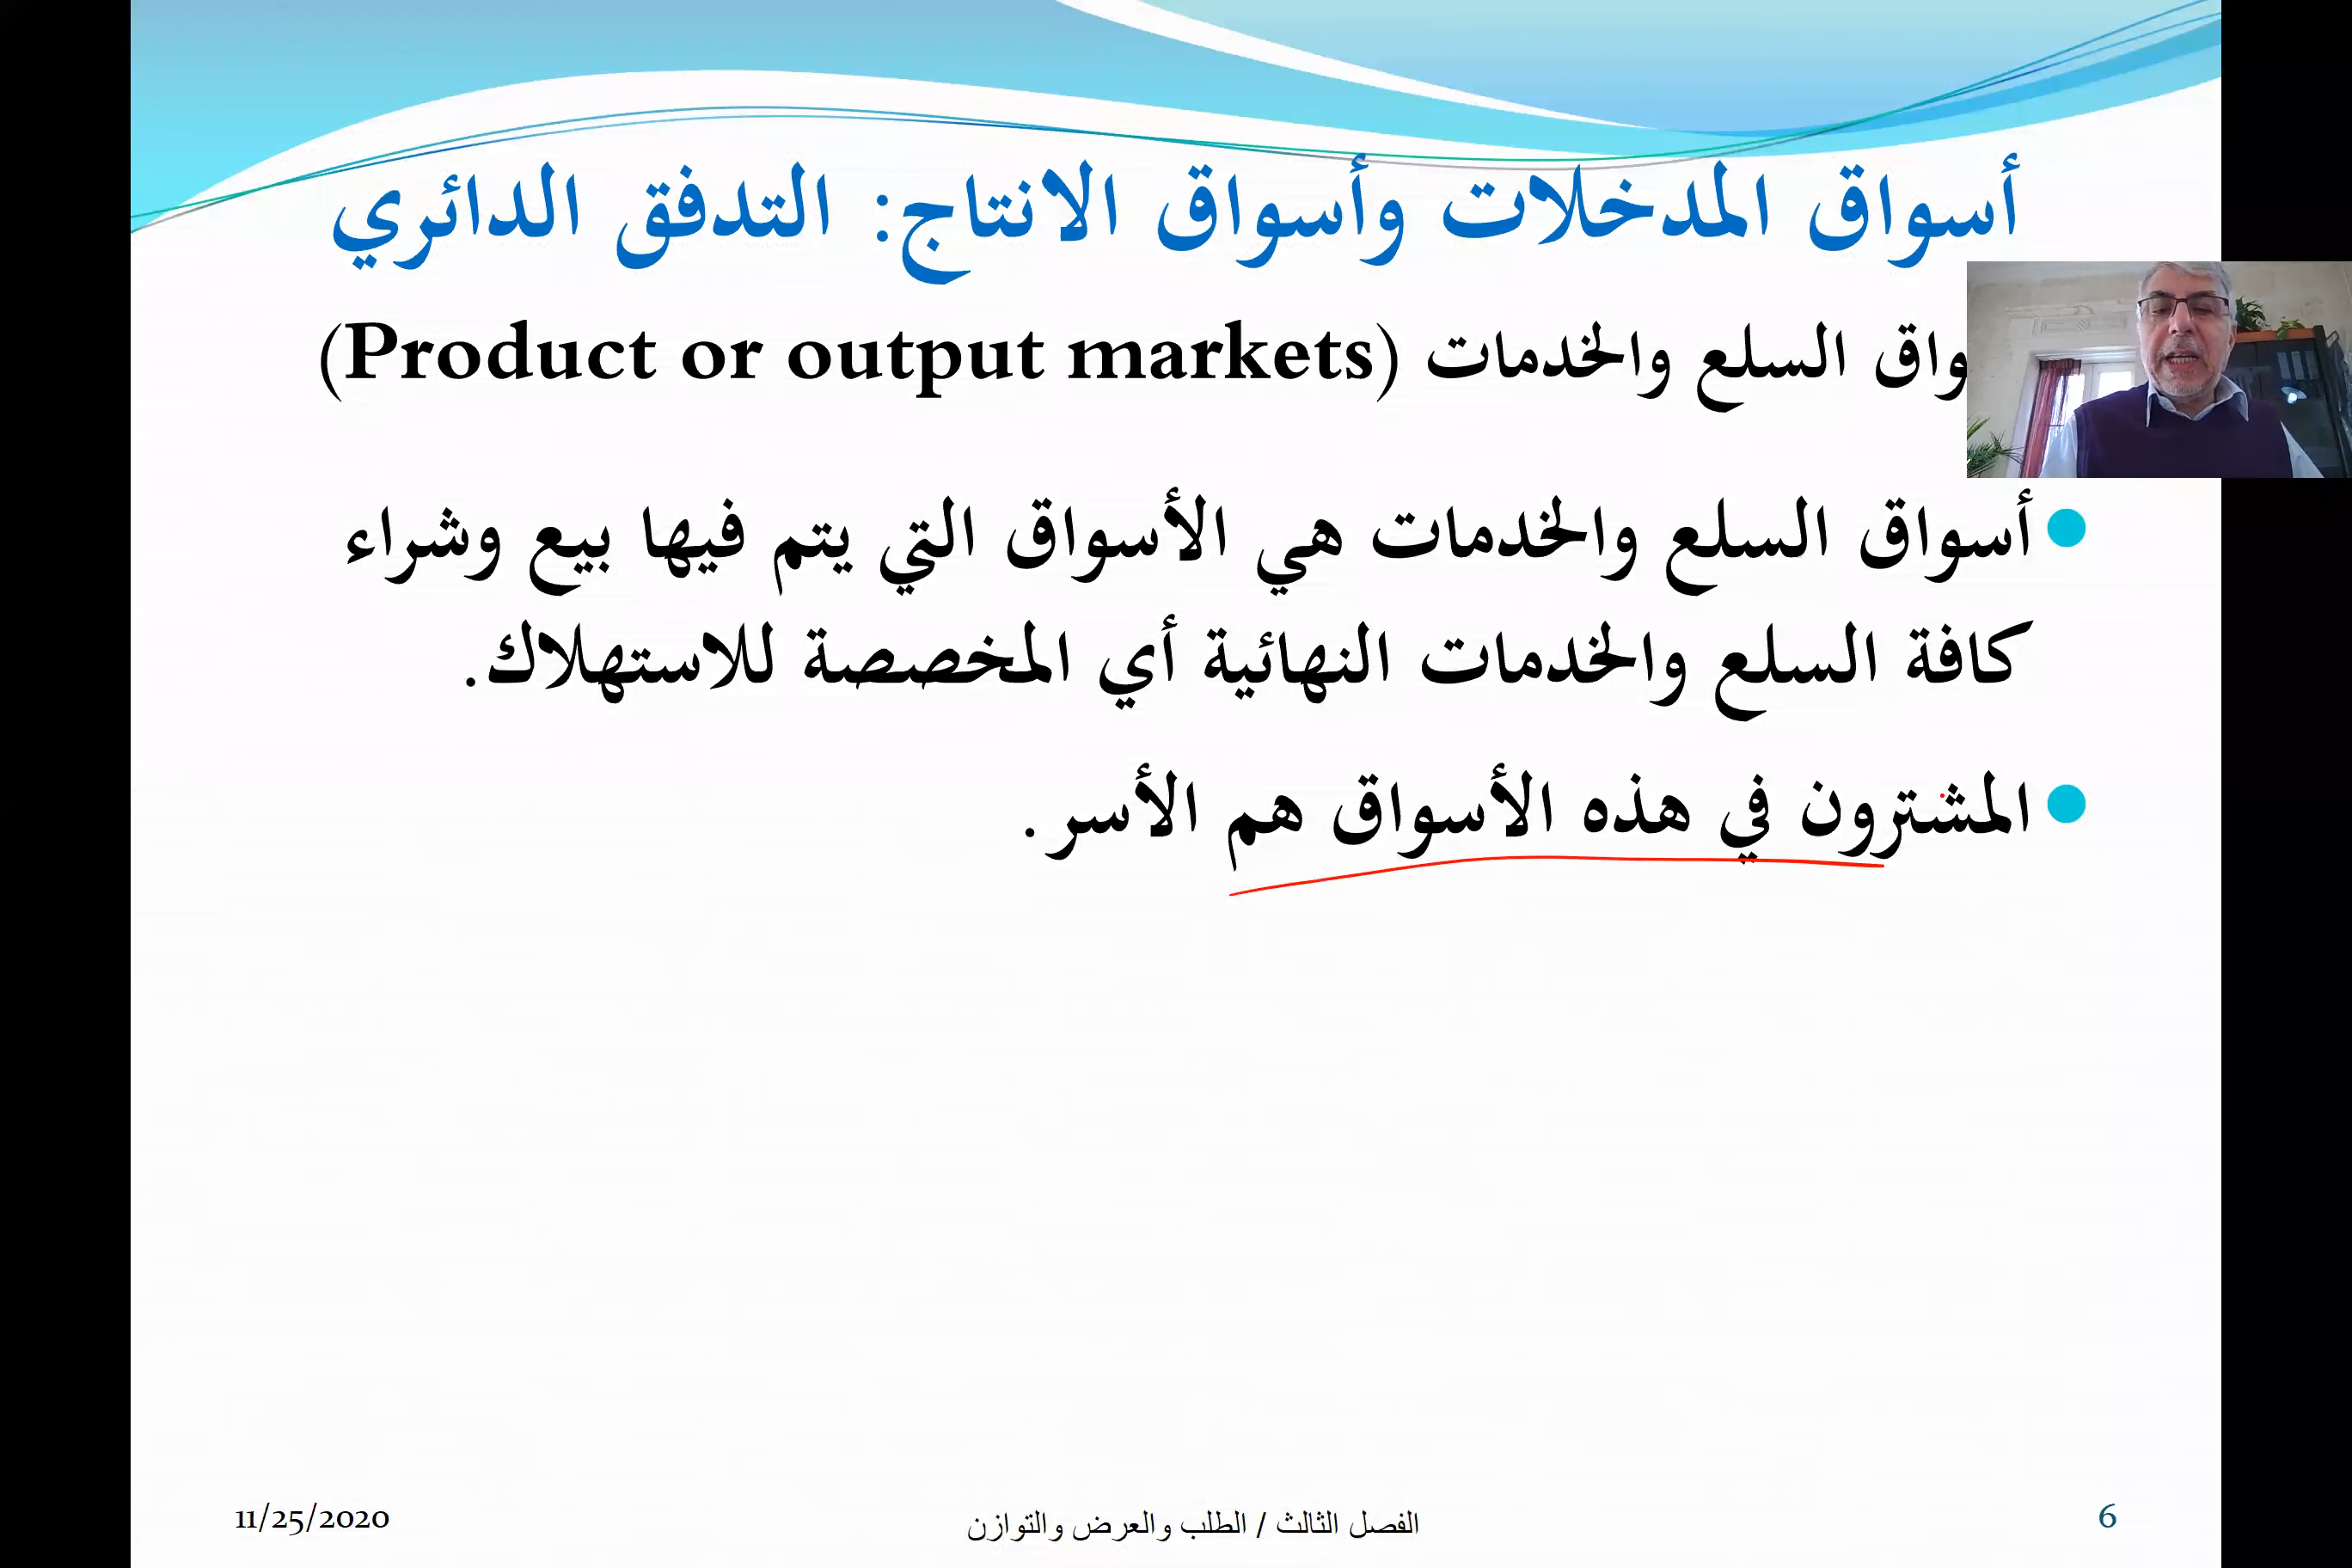 أسواق المدخلات وأسواق الانتاج: التدفق الدائري
السلع والخدمات (Product or output markets)
أسواق السلع والخدمات هي الأسواق التي يتم فيها بيع وشراء
كافة السلع والخدمات النهائية أي المخصصة للاستهلاك.
المشترون في هذه الأسواق هم الأسر.
11/25/2020
الفصل الثالث / الطلب والعرض والتوازن
6